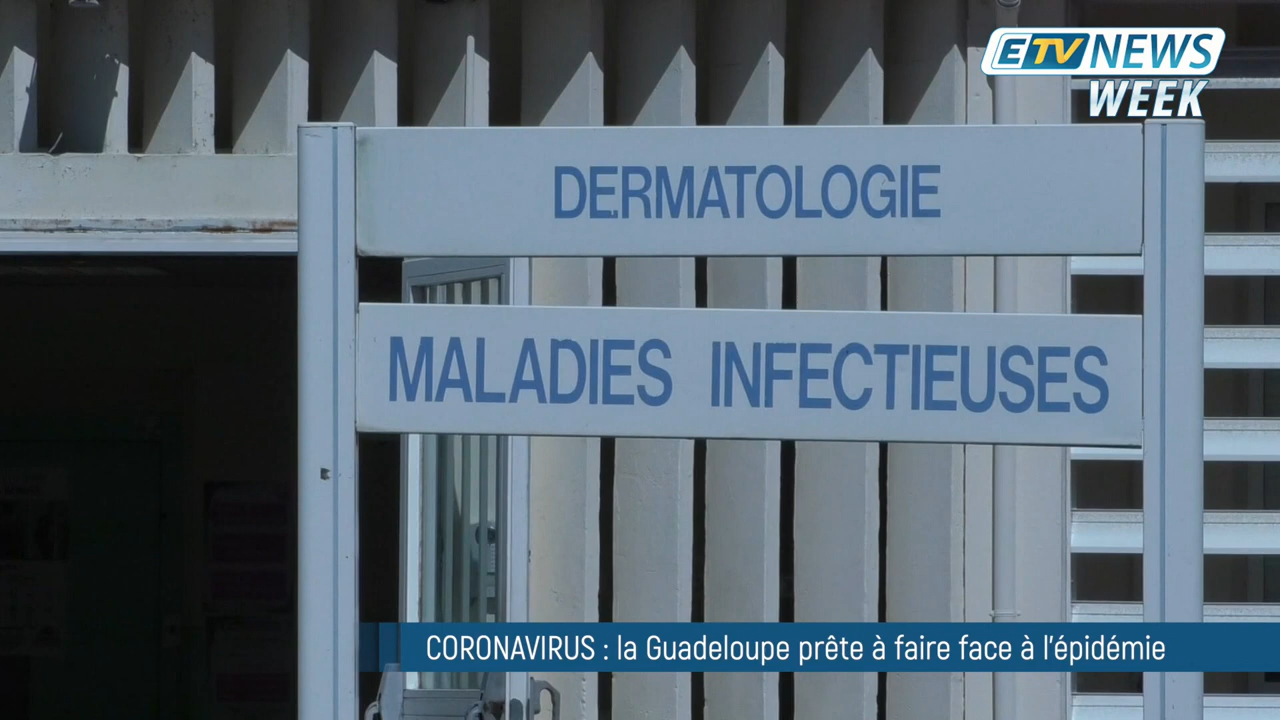 ETV NEWS
WEEK
DERMATOLOGIE
MALADIES INFECTIEUSES
CORONAVIRUS : la Guadeloupe prête à faire face à l'épidémie